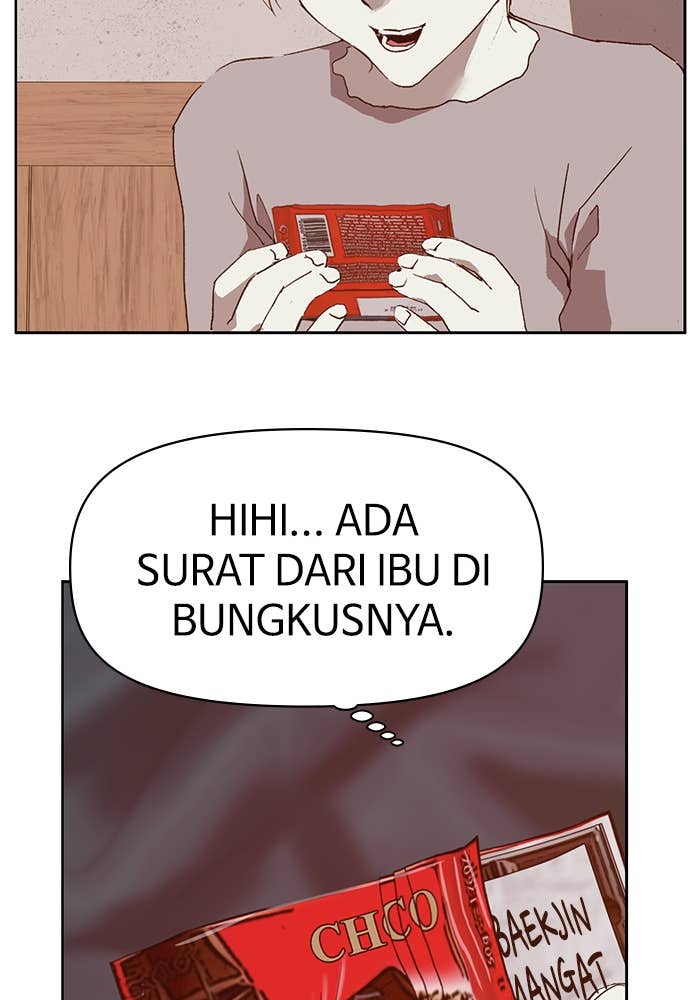 HIHI... ADA
SURAT DARI IBU DI
BUNGKUSNYA.
CHCO
BAEKJIN
MANGAT